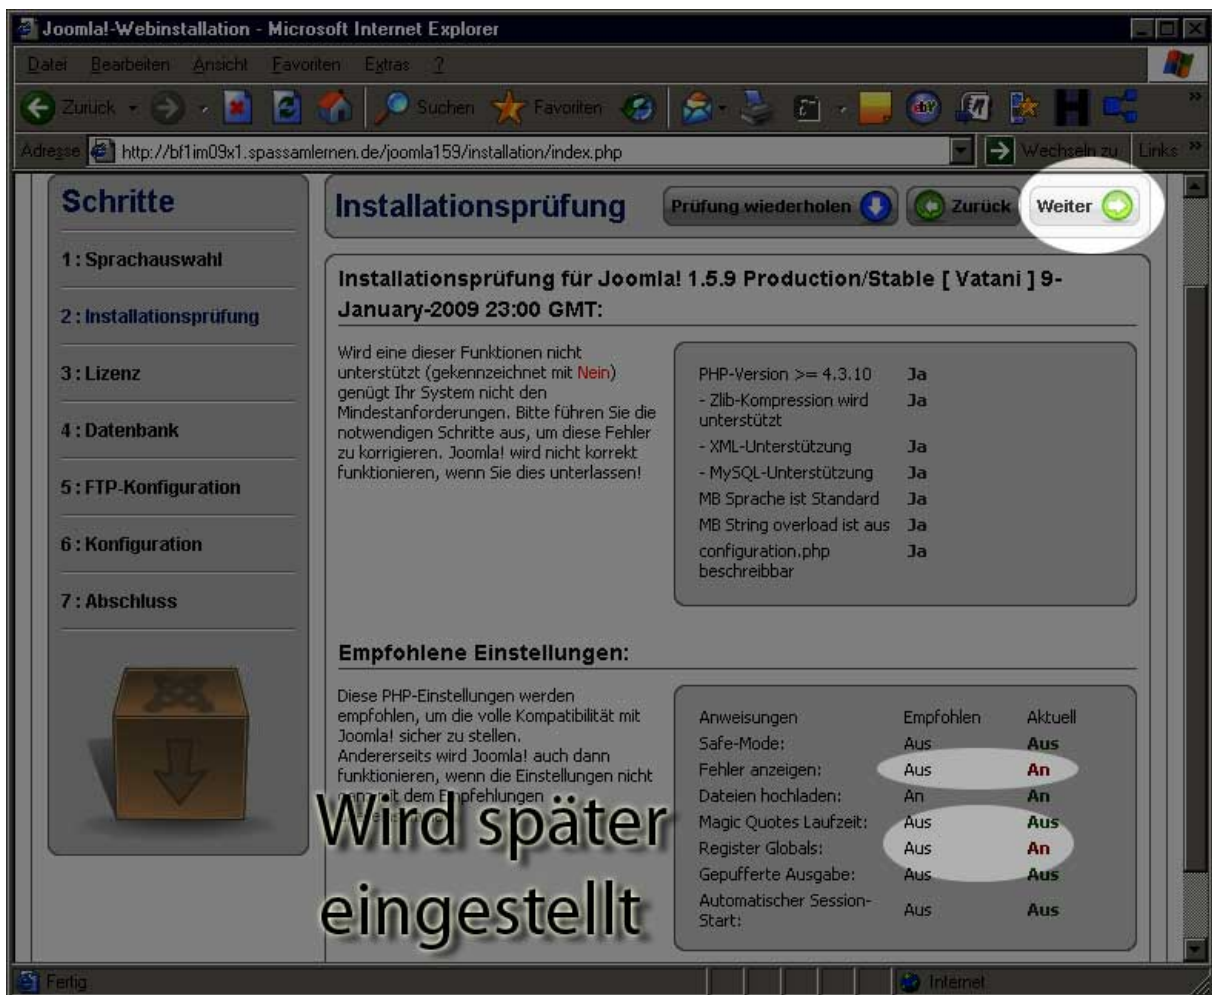 Joomla!-Webinstallation - Microsoft Internet Explorer
Datei Bearbeiten Ansicht Favoriten Extras ?
Zurück Suchen Favoriten
Adresse http://bf1im09x1.spassamlernen.de/joomla159/installation/index.php Wechseln zu Links »
Schritte
1 : Sprachauswahl
2 : Installationsprüfung
3 : Lizenz
4 : Datenbank
5 : FTP-Konfiguration
6 : Konfiguration
7 : Abschluss
Installationsprüfung Prüfung wiederholen Zurück Weiter
Installationsprüfung für Joomla! 1.5.9 Production/Stable [ Vatani ] 9-
January-2009 23:00 GMT:
Wird eine dieser Funktionen nicht
unterstützt (gekennzeichnet mit Nein)
genügt Ihr System nicht den
Mindestanforderungen. Bitte führen Sie die
notwendigen Schritte aus, um diese Fehler
zu korrigieren. Joomla! wird nicht korrekt
funktionieren, wenn Sie dies unterlassen!
PHP-Version >= 4.3.10 Ja
- Zlib-Kompression wird Ja
unterstützt
- XML-Unterstützung Ja
- MySQL-Unterstützung Ja
MB Sprache ist Standard Ja
MB String overload ist aus Ja
configuration.php Ja
beschreibbar
Empfohlene Einstellungen:
Diese PHP-Einstellungen werden
empfohlen, um die volle Kompatibilität mit
Joomla! sicher zu stellen.
Andererseits wird Joomla! auch dann
funktionieren, wenn die Einstellungen nicht
mit dem Empfehlungen
Wird später
eingestellt
Anweisungen Empfohlen Aktuell
Safe-Mode: Aus Aus
Fehler anzeigen: Aus An
Dateien hochladen: An An
Magic Quotes Laufzeit: Aus Aus
Register Globals: Aus An
Gepufferte Ausgabe: Aus Aus
Automatischer Session-
Start: Aus Aus
Fertig Internet